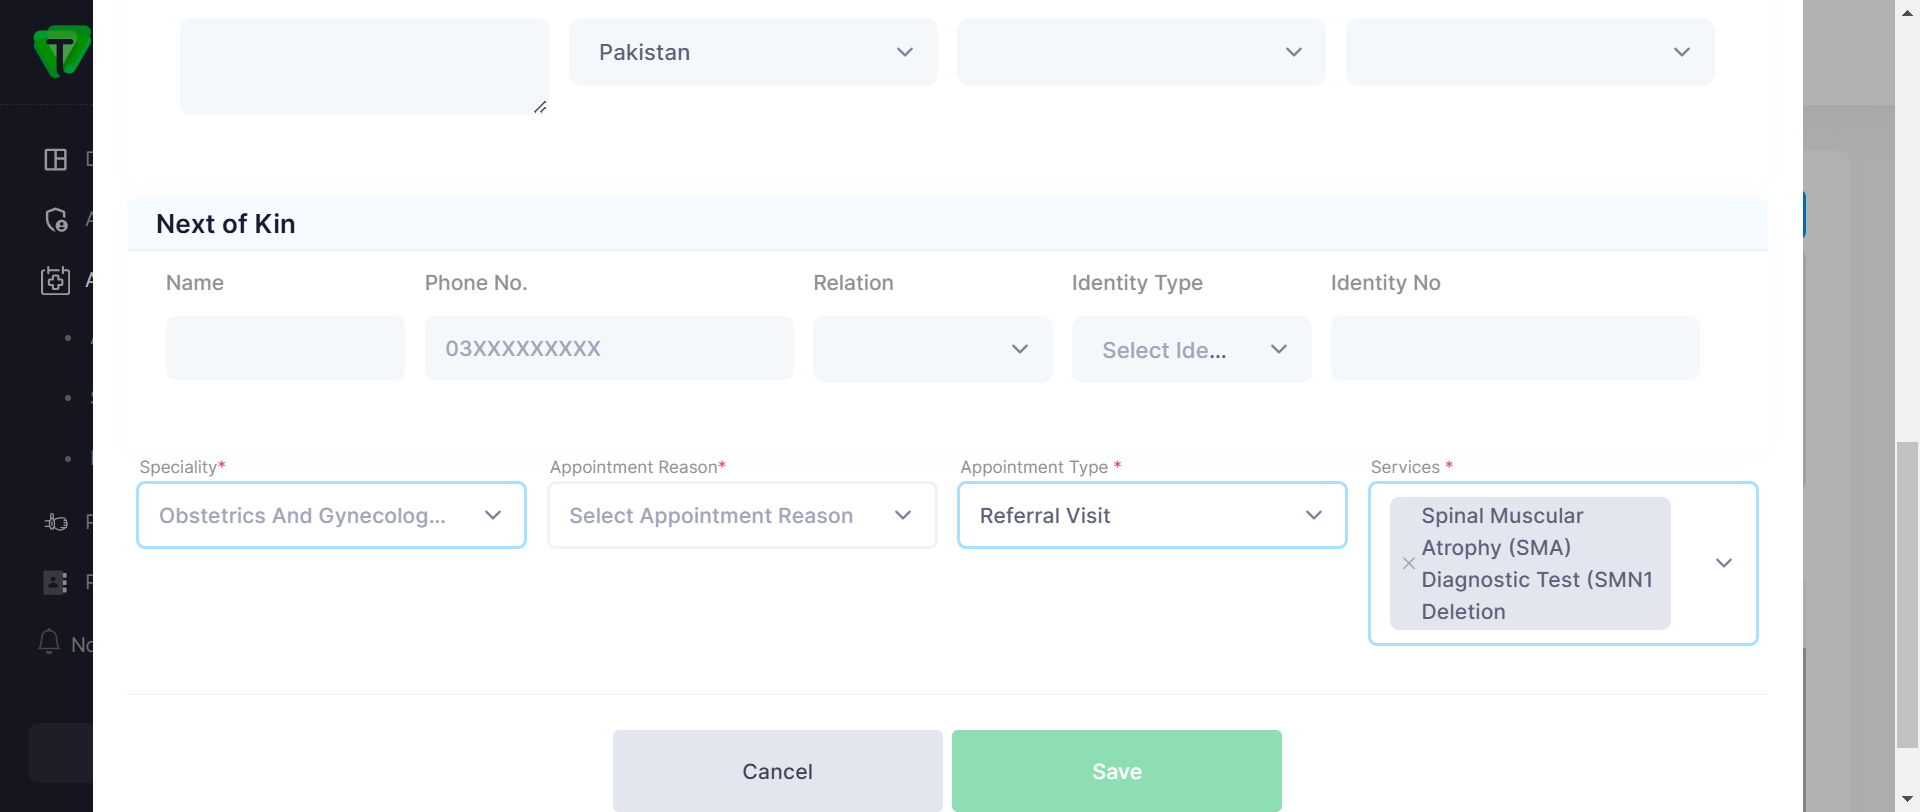 Pakistan
Next of Kin
Name Phone No. Relation Identity Type Identity No
03XXXXXXXXX Select Ide...
Speciality* Appointment Reason* Appointment Type * Services *
Obstetrics And Gynecolog... Select Appointment Reason Referral Visit
Spinal Muscular
Atrophy (SMA)
Diagnostic Test (SMN1
Deletion
No
Cancel Save